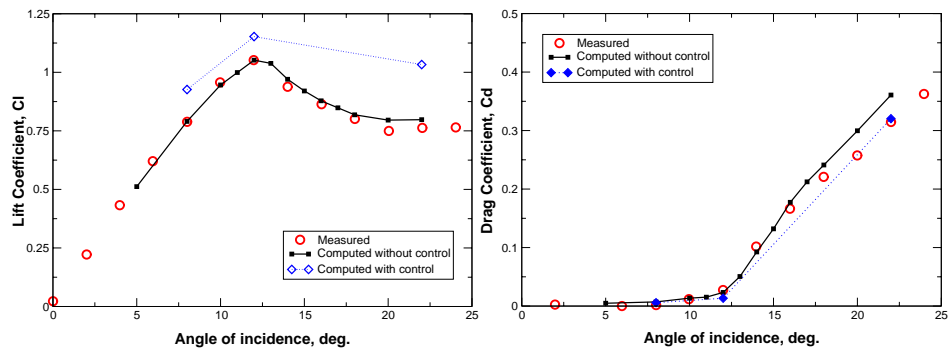 1.25
1
0.75
0.5
0.25
0
0
5
10
15
20
25
Lift Coefficient, Cl
Angle of incidence, deg.
Measured
Computed without control
Computed with control
0.5
0.4
0.3
0.2
0.1
0
0
5
10
15
20
25
Drag Coefficient, Cd
Angle of incidence, deg.
Measured
Computed without control
Computed with control